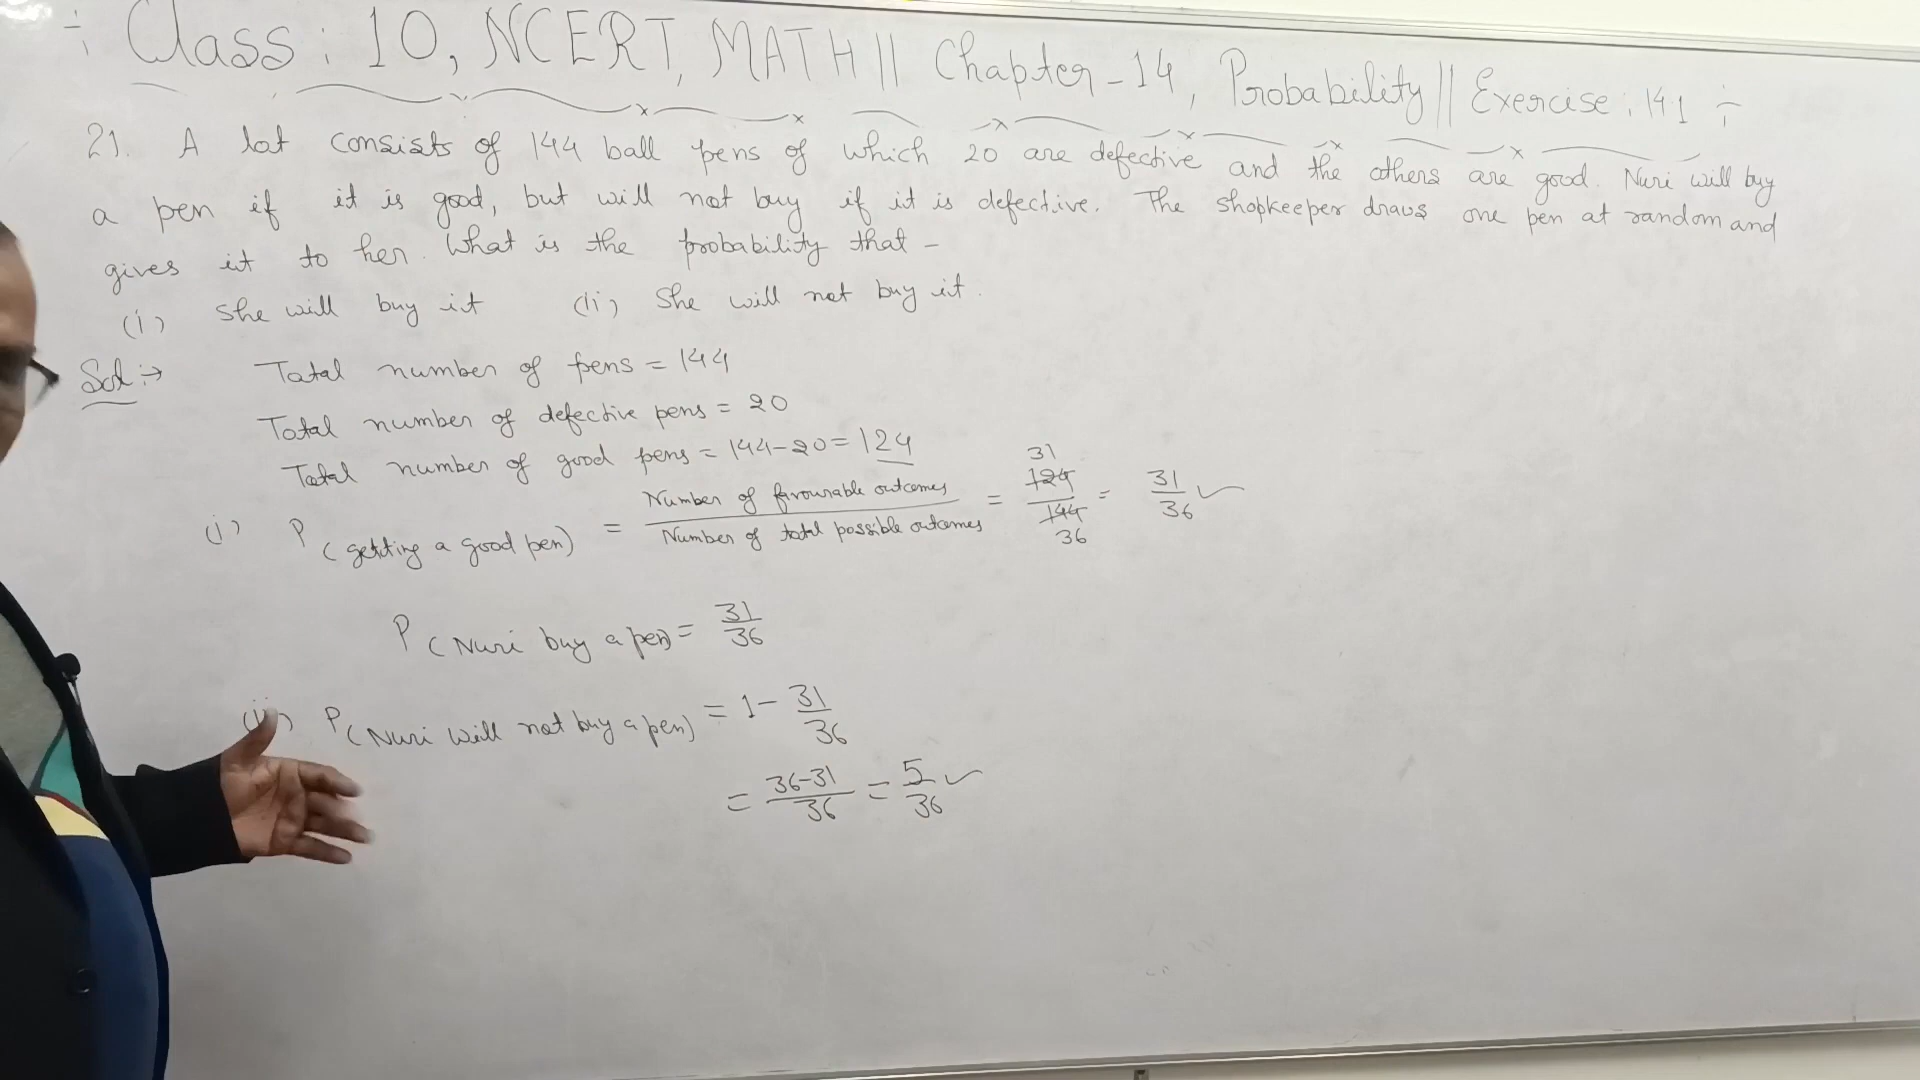 ÷ Class : 10, NCERT, MATH || Chapter - 14, Probability || Exercise : 14.1 ÷
21. A lot consists of 144 ball pens of which 20 are defective and the others are good. Nuri will buy
a pen if it is good, but will not buy if it is defective. The shopkeeper draws one pen at random and
gives it to her. What is the probability that -
(i) She will buy it (ii) She will not buy it.
Sol :→ Total number of pens = 144
Total number of defective pens = 20
Total number of good pens = 144-20 = 124
(i) P (getting a good pen) = Number of favourable outcomes / Number of total possible outcomes = 124/144 = 31/36 ✓
31
36
P (Nuri buy a pen) = 31/36
(ii) P (Nuri will not buy a pen) = 1 - 31/36
= 36-31/36 = 5/36 ✓